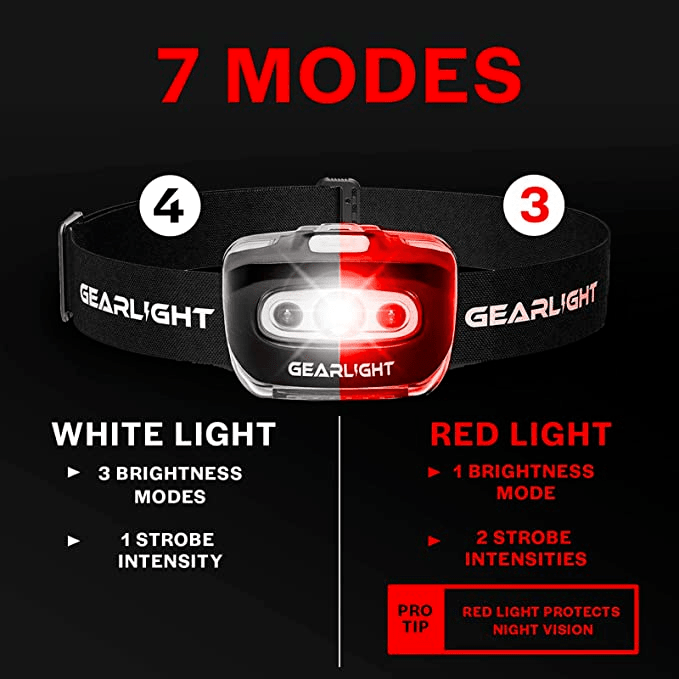 7 MODES
4
3
GEARLIGHT
GEARLIGHT
GEARLIGHT
WHITE LIGHT
3 BRIGHTNESS
MODES
1 STROBE
INTENSITY
RED LIGHT
1 BRIGHTNESS
MODE
2 STROBE
INTENSITIES
PRO
TIP
RED LIGHT PROTECTS
NIGHT VISION